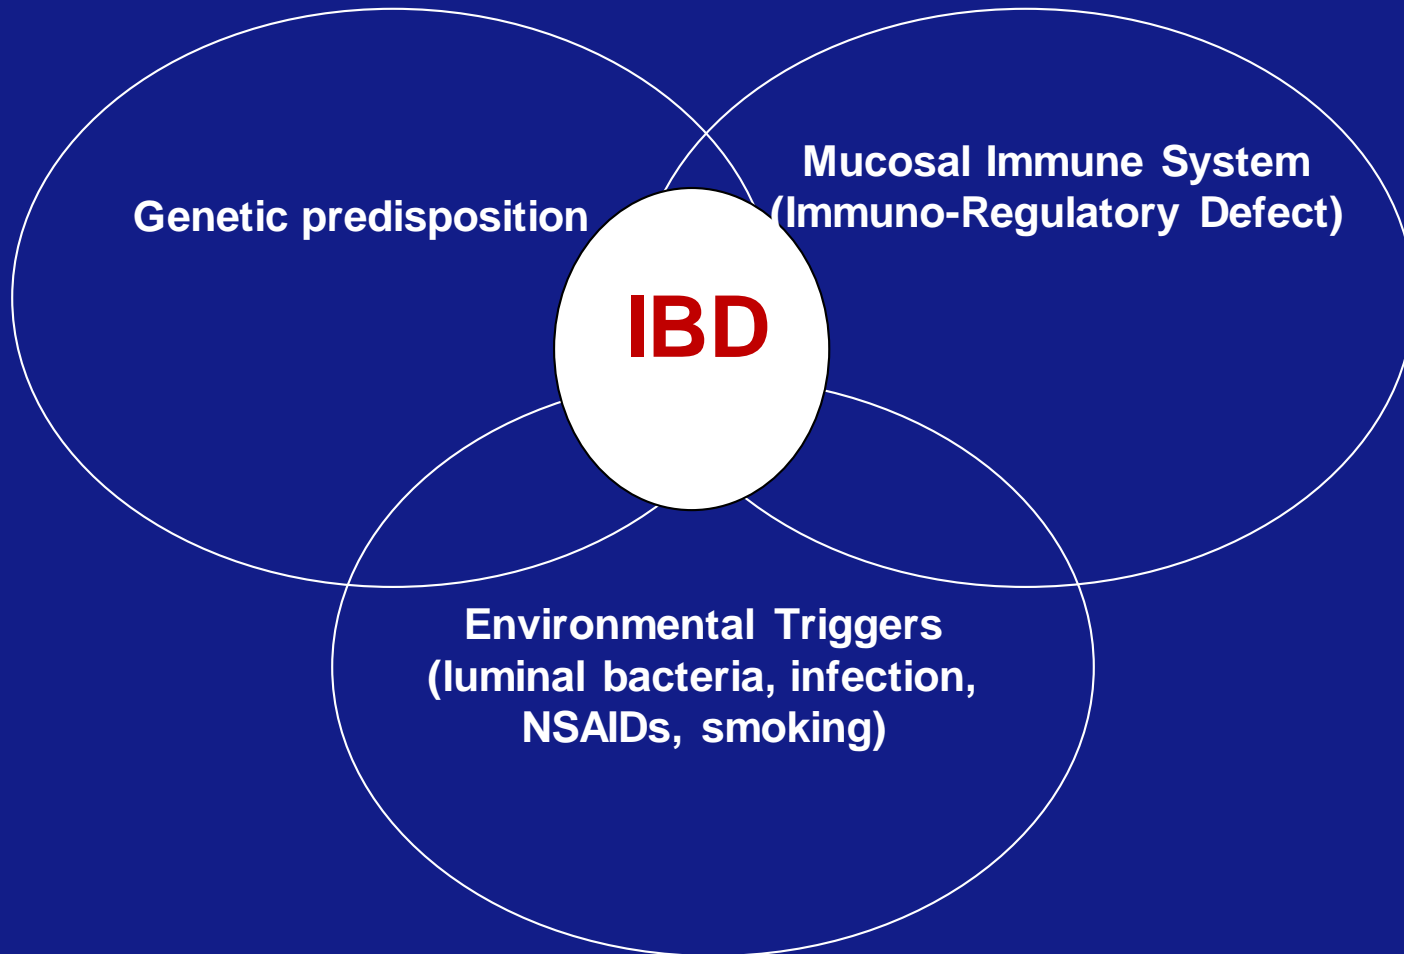 Genetic predisposition
Mucosal Immune System
(Immuno-Regulatory Defect)
IBD
Environmental Triggers
(luminal bacteria, infection,
NSAIDs, smoking)